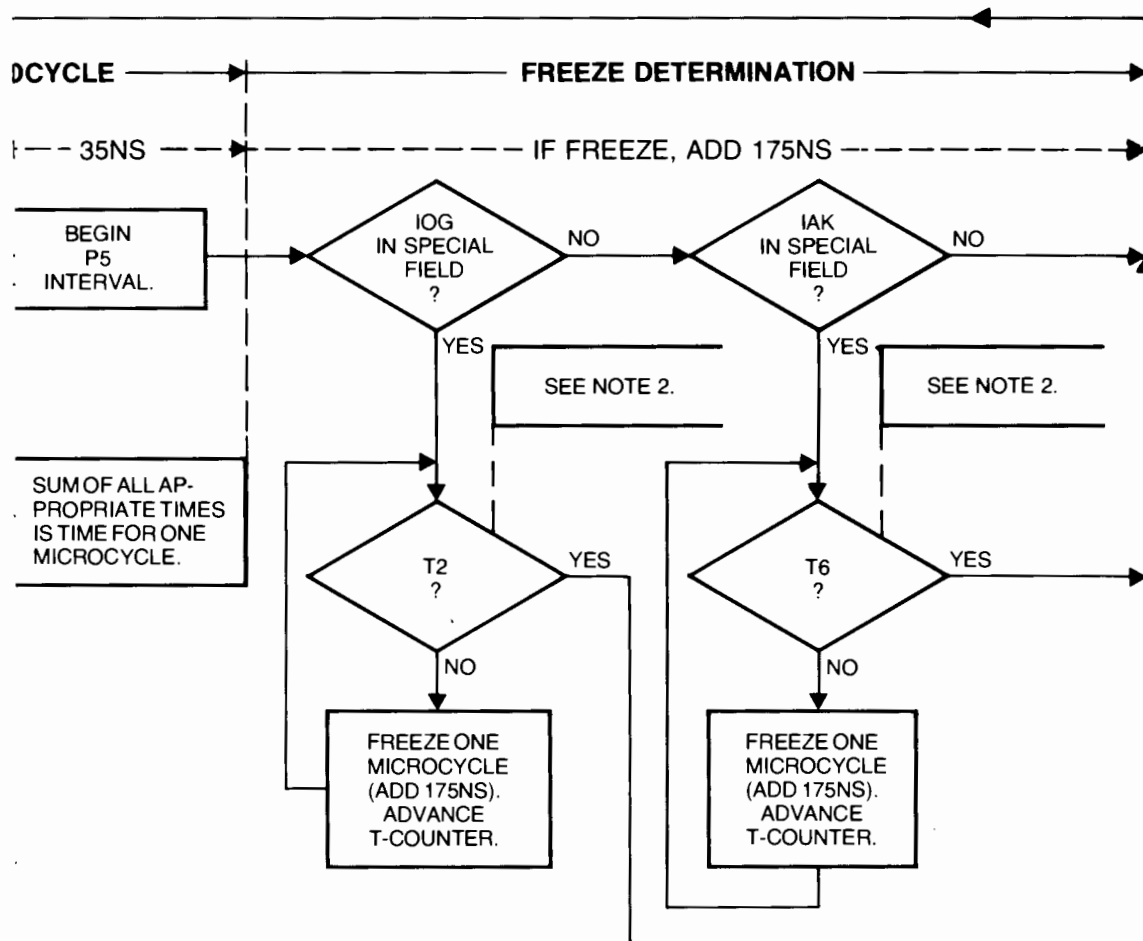 OCYCLE
FREEZE DETERMINATION
35NS
IF FREEZE, ADD 175NS
BEGIN
P5
INTERVAL.
IOG
IN SPECIAL
FIELD
?
NO
YES
IAK
IN SPECIAL
FIELD
?
NO
YES
SEE NOTE 2.
SEE NOTE 2.
SUM OF ALL AP-
PROPRIATE TIMES
IS TIME FOR ONE
MICROCYCLE.
T2
?
YES
NO
T6
?
YES
NO
FREEZE ONE
MICROCYCLE
(ADD 175NS).
ADVANCE
T-COUNTER.
FREEZE ONE
MICROCYCLE
(ADD 175NS).
ADVANCE
T-COUNTER.